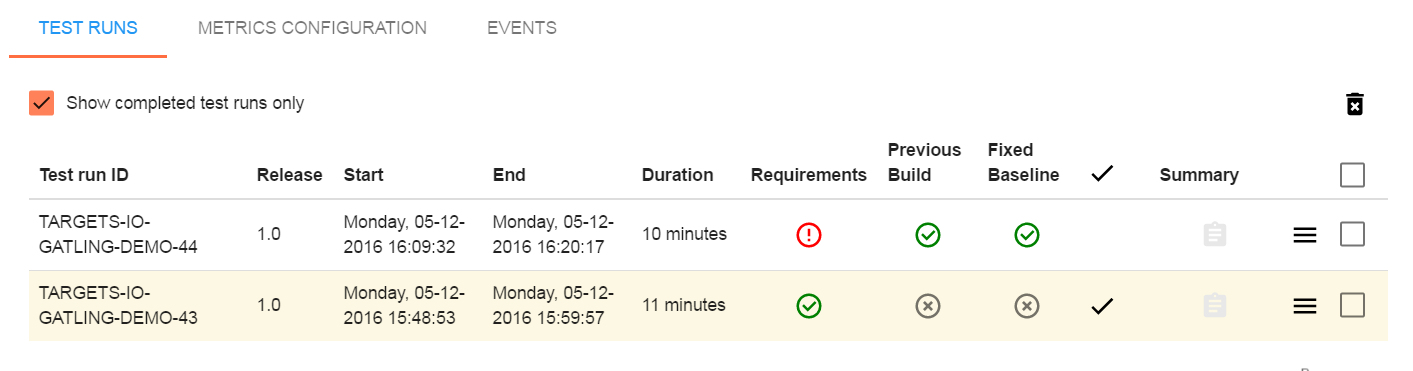 TEST RUNS METRICS CONFIGURATION EVENTS
Show completed test runs only
Test run ID Release Start End Duration Requirements Previous Build Fixed Baseline Summary
TARGETS-IO-GATLING-DEMO-44 1.0 Monday, 05-12-2016 16:09:32 Monday, 05-12-2016 16:20:17 10 minutes
TARGETS-IO-GATLING-DEMO-43 1.0 Monday, 05-12-2016 15:48:53 Monday, 05-12-2016 15:59:57 11 minutes